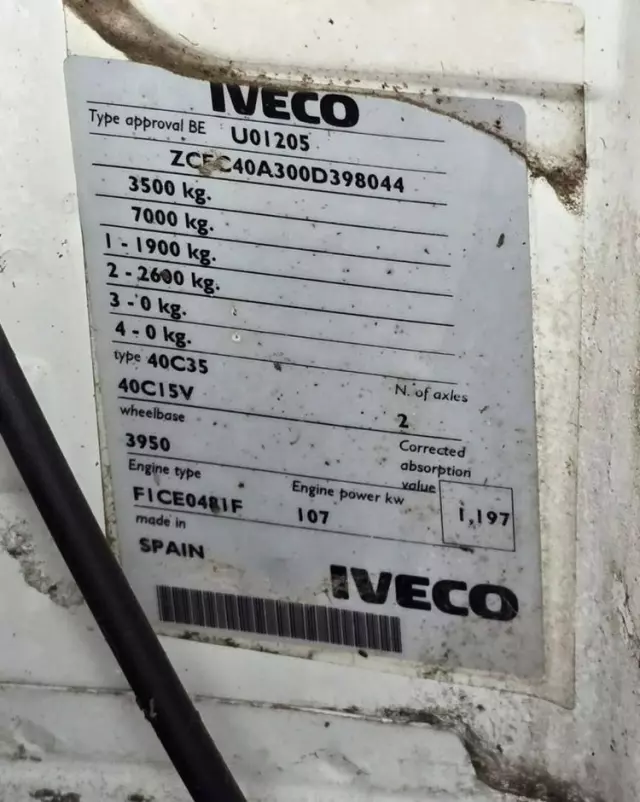 IVECO
Type approval BE U01205
ZCFC40A300D398044
3500 kg.
7000 kg.
1 - 1900 kg.
2 - 2600 kg.
3 - 0 kg.
4 - 0 kg.
type 40C35
40C15V
N. of axles
2
wheelbase
3950
Corrected
absorption
value
1,197
Engine type
F1CE0481F
Engine power kw
107
made in
SPAIN
IVECO